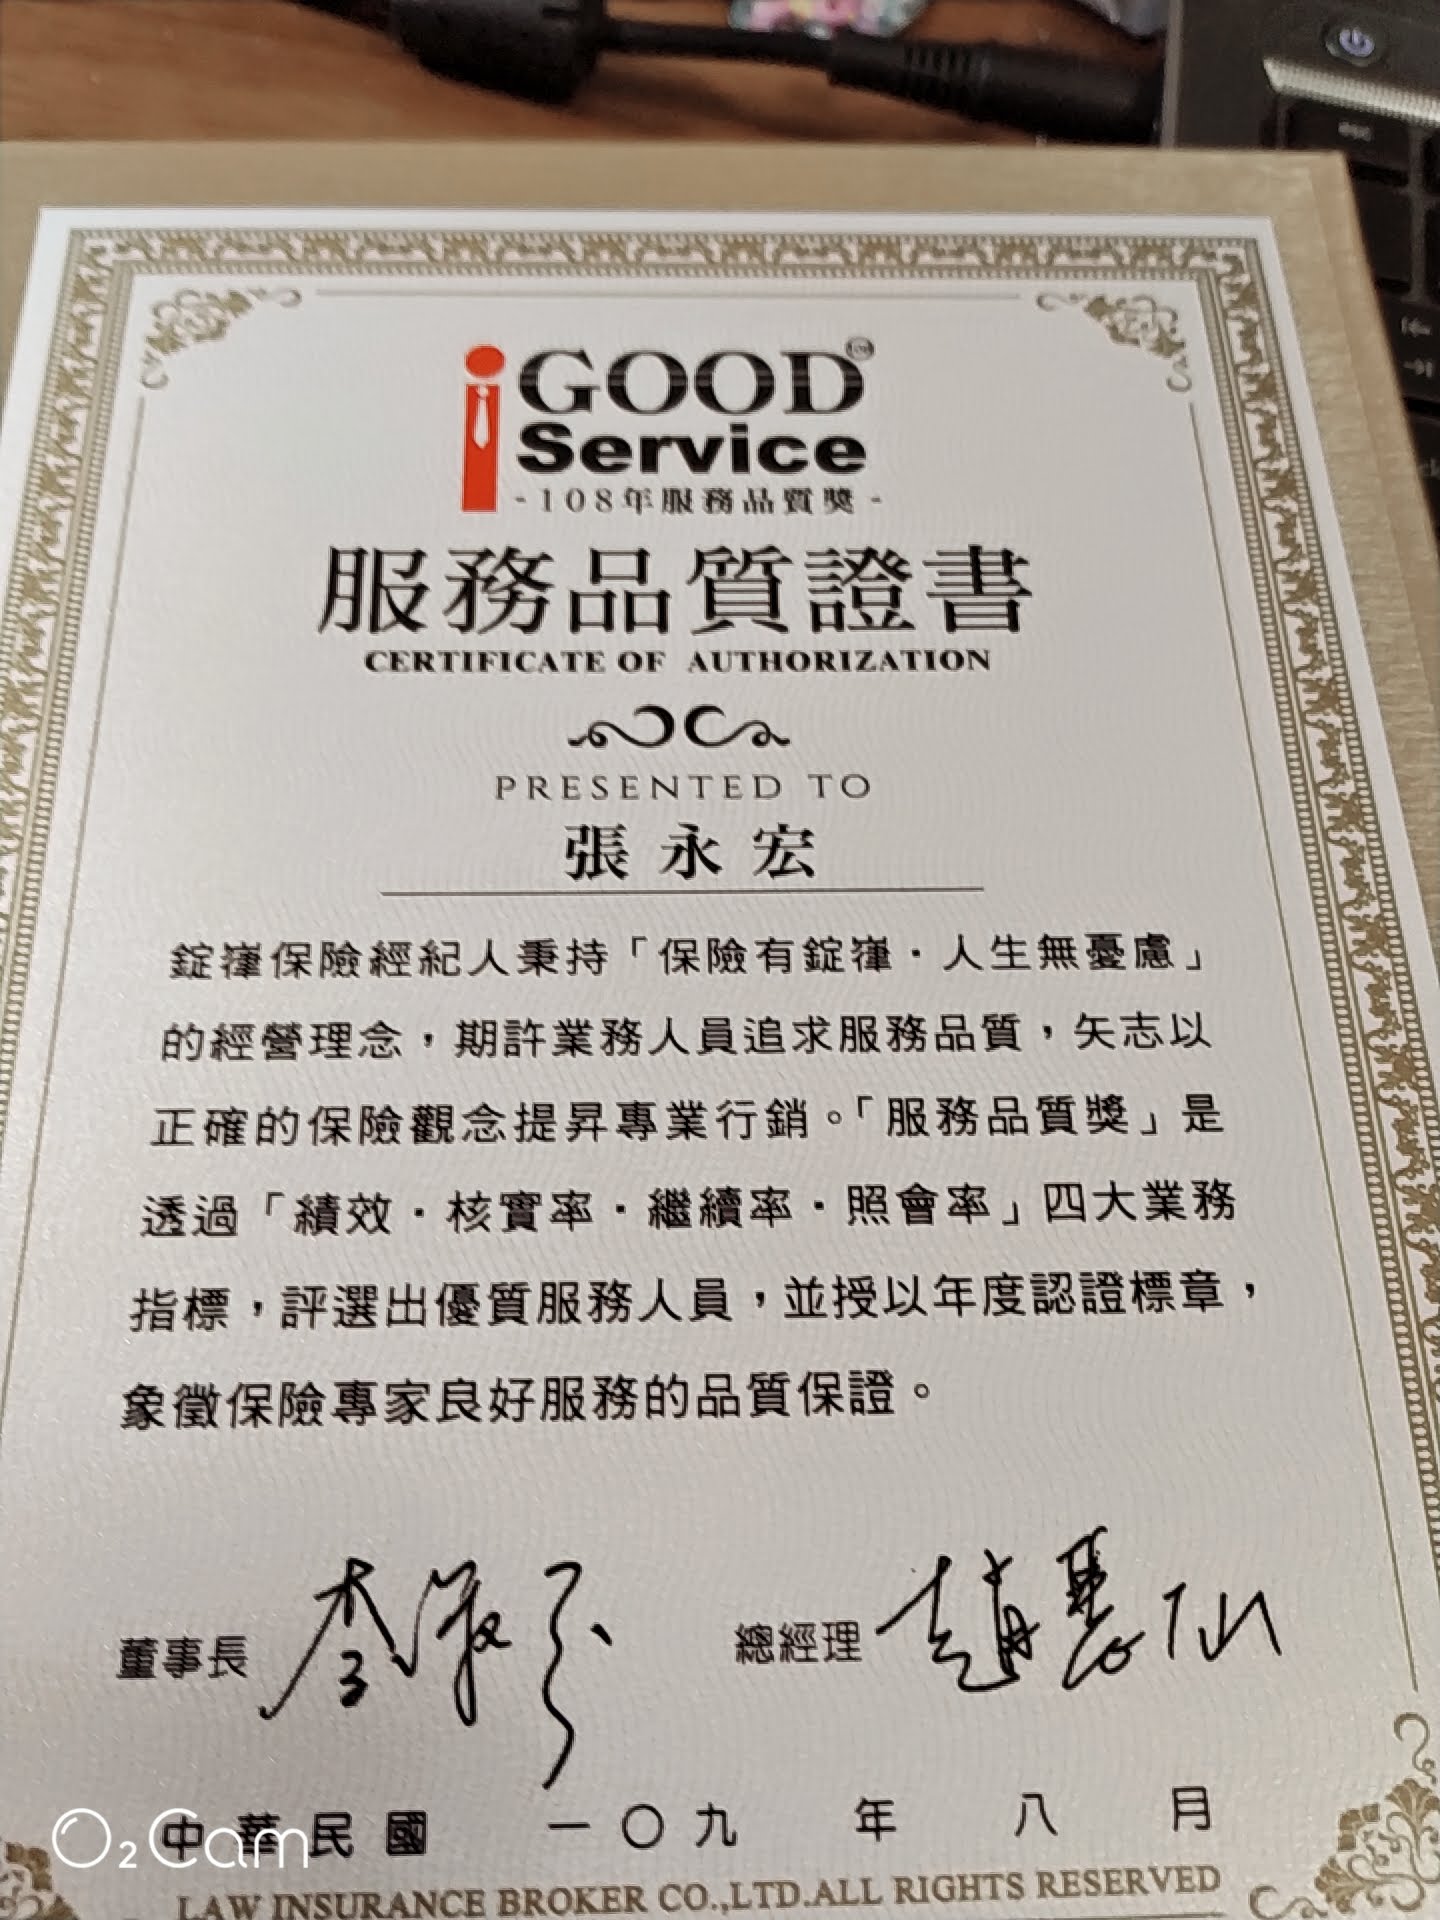 iGOOD
Service
-108年服務品質獎-
服務品質證書
CERTIFICATE OF AUTHORIZATION
PRESENTED TO
張永宏
錠嵂保險經紀人秉持「保險有錠嵂・人生無憂慮」
的經營理念，期許業務人員追求服務品質，矢志以
正確的保險觀念提昇專業行銷。「服務品質獎」是
透過「績效・核實率・繼續率・照會率」四大業務
指標，評選出優質服務人員，並授以年度認證標章，
象徵保險專家良好服務的品質保證。
董事長 總經理 趙慧仙
中華民國 一〇九 年 八 月
O2Cam
LAW INSURANCE BROKER CO.,LTD.ALL RIGHTS RESERVED
esc